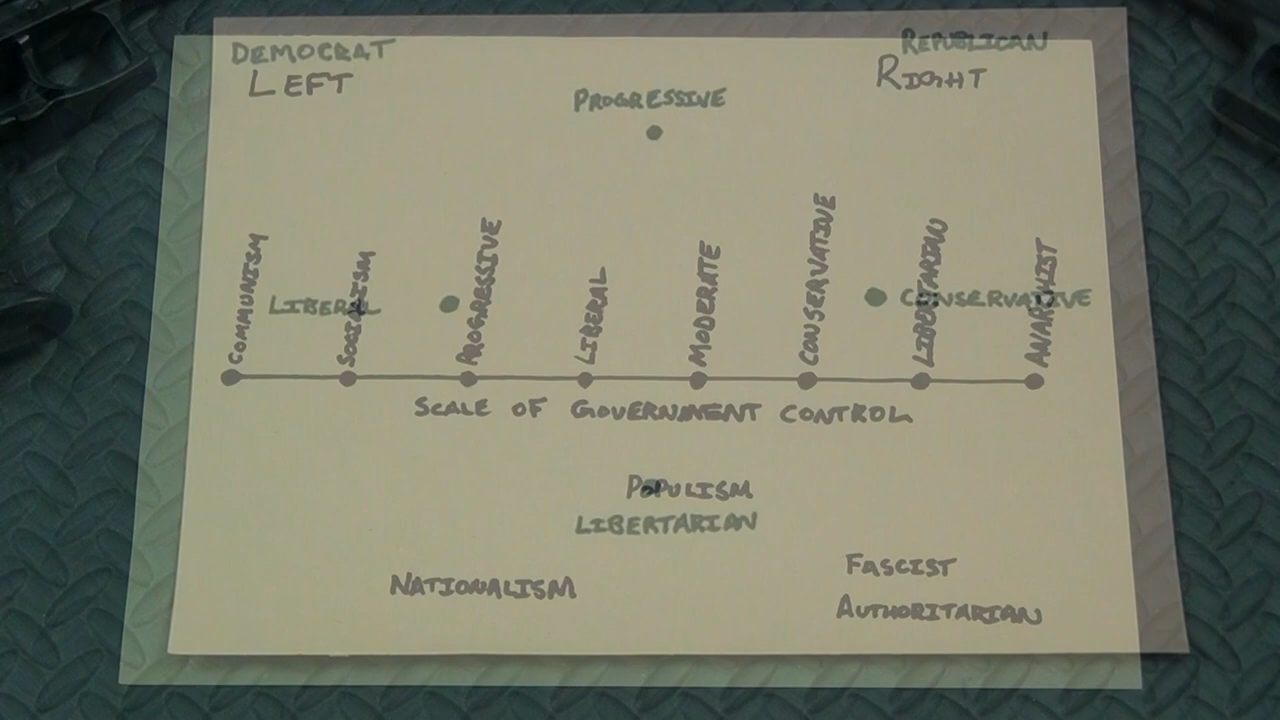 DEMOCRAT
REPUBLICAN
LEFT
RIGHT
PROGRESSIVE
COMMUNISM
SOCIALISM
PROGRESSIVE
LIBERAL
MODERATE
CONSERVATIVE
LIBERTARIAN
ANARCHIST
LIBERAL
CONSERVATIVE
SCALE OF GOVERNMENT CONTROL
POPULISM
LIBERTARIAN
NATIONALISM
FASCIST
AUTHORITARIAN